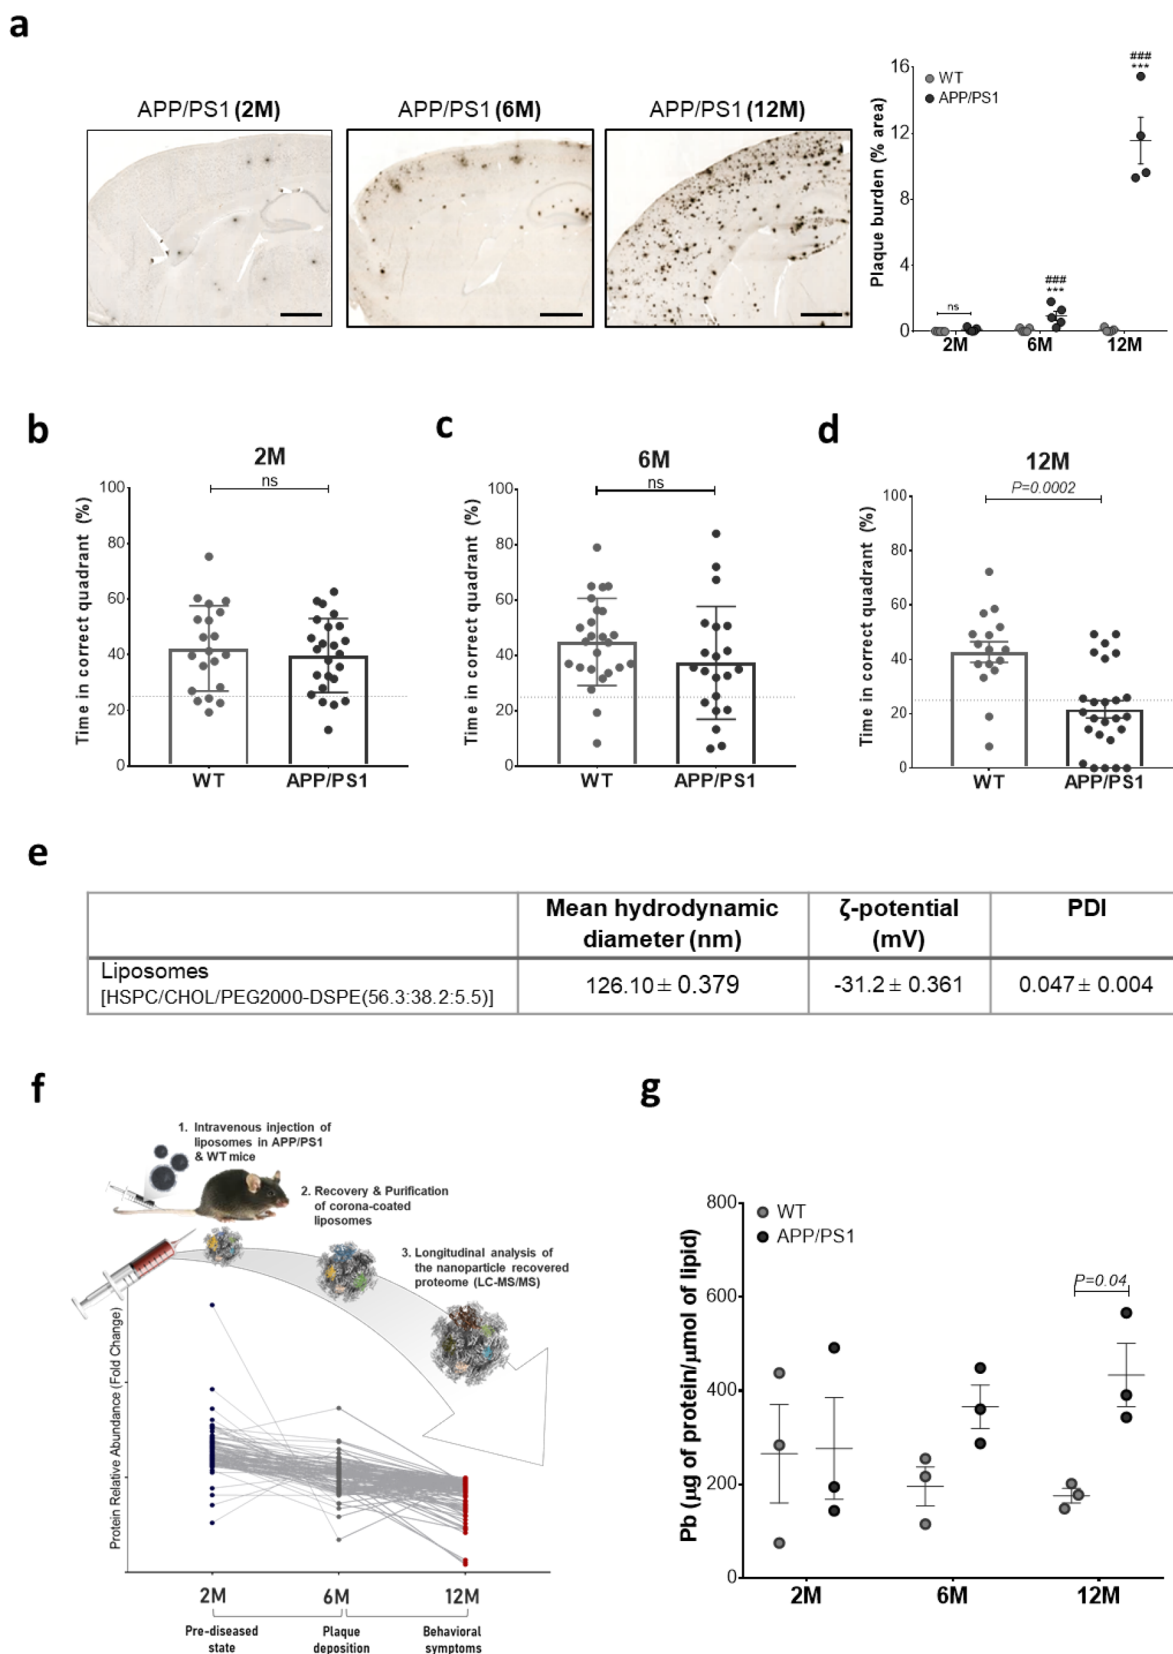 a
APP/PS1 (2M)
APP/PS1 (6M)
APP/PS1 (12M)
Plaque burden (% area)
16
12
8
4
0
WT
APP/PS1
ns
###
***
###
***
2M
6M
12M
b
2M
ns
Time in correct quadrant (%)
100
80
60
40
20
0
WT
APP/PS1
c
6M
ns
Time in correct quadrant (%)
100
80
60
40
20
0
WT
APP/PS1
d
12M
P=0.0002
Time in correct quadrant (%)
100
80
60
40
20
0
WT
APP/PS1
e
Mean hydrodynamic
diameter (nm)
ζ-potential
(mV)
PDI
Liposomes
[HSPC/CHOL/PEG2000-DSPE(56.3:38.2:5.5)]
126.10 ± 0.379
-31.2 ± 0.361
0.047 ± 0.004
f
1. Intravenous injection of
liposomes in APP/PS1
& WT mice
2. Recovery & Purification
of corona-coated
liposomes
3. Longitudinal analysis of
the nanoparticle recovered
proteome (LC-MS/MS)
Protein Relative Abundance (Fold Change)
2M
6M
12M
Pre-diseased
state
Plaque
deposition
Behavioral
symptoms
g
Pb (µg of protein/µmol of lipid)
800
600
400
200
0
WT
APP/PS1
P=0.04
2M
6M
12M